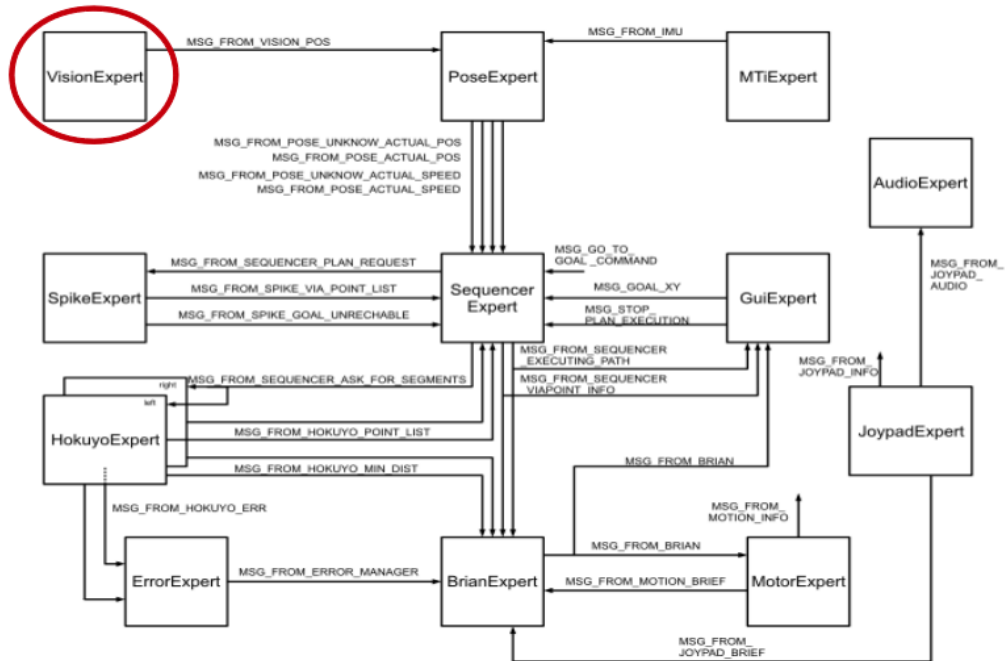 MSG_FROM_VISION_POS
MSG_FROM_IMU
VisionExpert
PoseExpert
MTiExpert
MSG_FROM_POSE_UNKNOW_ACTUAL_POS
MSG_FROM_POSE_ACTUAL_POS
MSG_FROM_POSE_UNKNOW_ACTUAL_SPEED
MSG_FROM_POSE_ACTUAL_SPEED
AudioExpert
MSG_FROM_SEQUENCER_PLAN_REQUEST
MSG_GO_TO_
GOAL_COMMAND
MSG_FROM_
JOYPAD_
AUDIO
SpikeExpert
MSG_FROM_SPIKE_VIA_POINT_LIST
Sequencer
Expert
MSG_GOAL_XY
GuiExpert
MSG_FROM_SPIKE_GOAL_UNRECHABLE
MSG_STOP_
PLAN_EXECUTION
MSG_FROM_SEQUENCER
_EXECUTING_PATH
MSG_FROM_
JOYPAD_INFO
right
MSG_FROM_SEQUENCER_ASK_FOR_SEGMENTS
MSG_FROM_SEQUENCER_
VIAPOINT_INFO
left
HokuyoExpert
MSG_FROM_HOKUYO_POINT_LIST
JoypadExpert
MSG_FROM_HOKUYO_MIN_DIST
MSG_FROM_BRIAN
MSG_FROM_HOKUYO_ERR
MSG_FROM_
MOTION_INFO
MSG_FROM_BRIAN
ErrorExpert
MSG_FROM_ERROR_MANAGER
BrianExpert
MSG_FROM_MOTION_BRIEF
MotorExpert
MSG_FROM_
JOYPAD_BRIEF